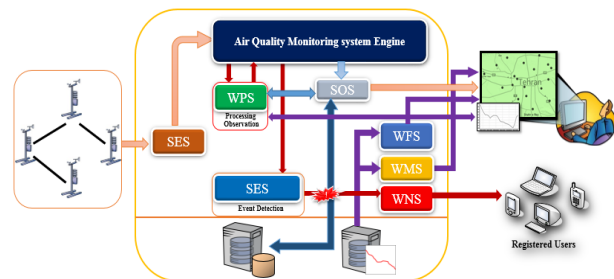 Air Quality Monitoring system Engine
WPS
SOS
Processing
Observation
Tehran
SES
WFS
WMS
SES
WNS
Event Detection
Registered Users